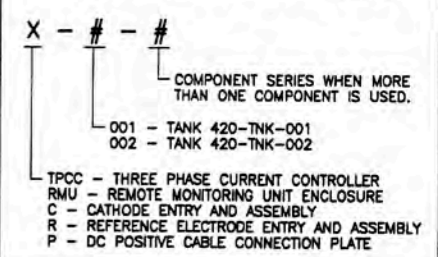 X - # - #
COMPONENT SERIES WHEN MORE
THAN ONE COMPONENT IS USED.
001 - TANK 420-TNK-001
002 - TANK 420-TNK-002
TPCC - THREE PHASE CURRENT CONTROLLER
RMU - REMOTE MONITORING UNIT ENCLOSURE
C - CATHODE ENTRY AND ASSEMBLY
R - REFERENCE ELECTRODE ENTRY AND ASSEMBLY
P - DC POSITIVE CABLE CONNECTION PLATE